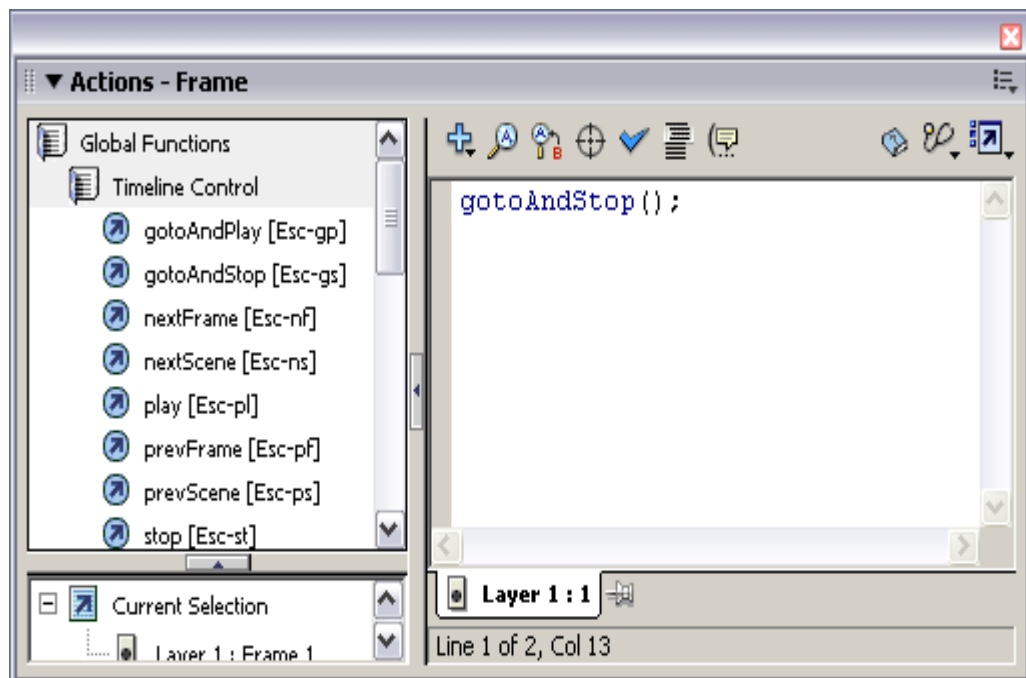 Actions - Frame
Global Functions
Timeline Control
gotoAndPlay [Esc-gp]
gotoAndStop [Esc-gs]
nextFrame [Esc-nf]
nextScene [Esc-ns]
play [Esc-pl]
prevFrame [Esc-pf]
prevScene [Esc-ps]
stop [Esc-st]
Current Selection
Layer 1 : Frame 1
gotoAndStop();
Layer 1 : 1
Line 1 of 2, Col 13